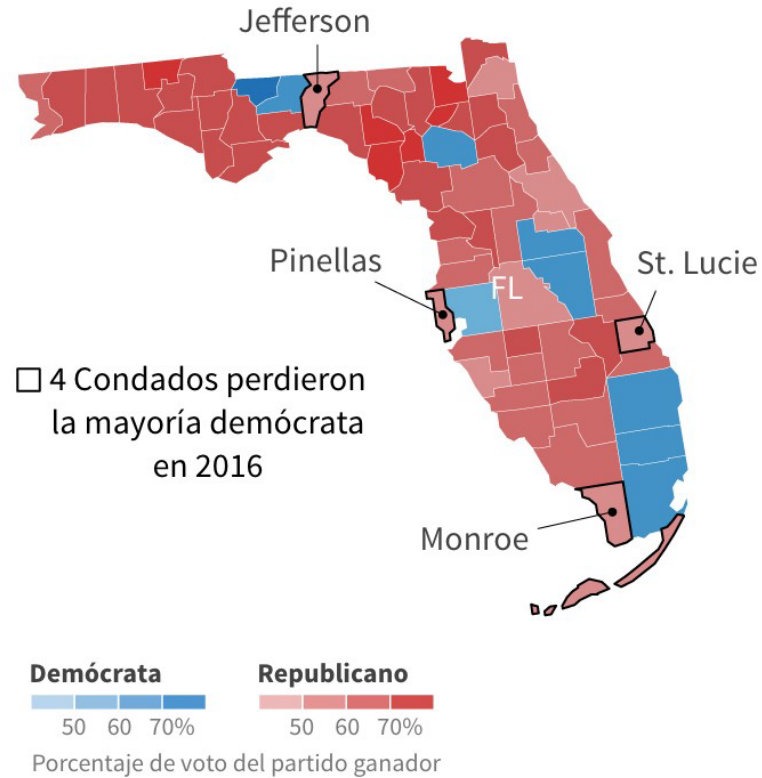 Jefferson
Pinellas
St. Lucie
FL
4 Condados perdieron
la mayoría demócrata
en 2016
Monroe
Demócrata
50 60 70%
Republicano
50 60 70%
Porcentaje de voto del partido ganador